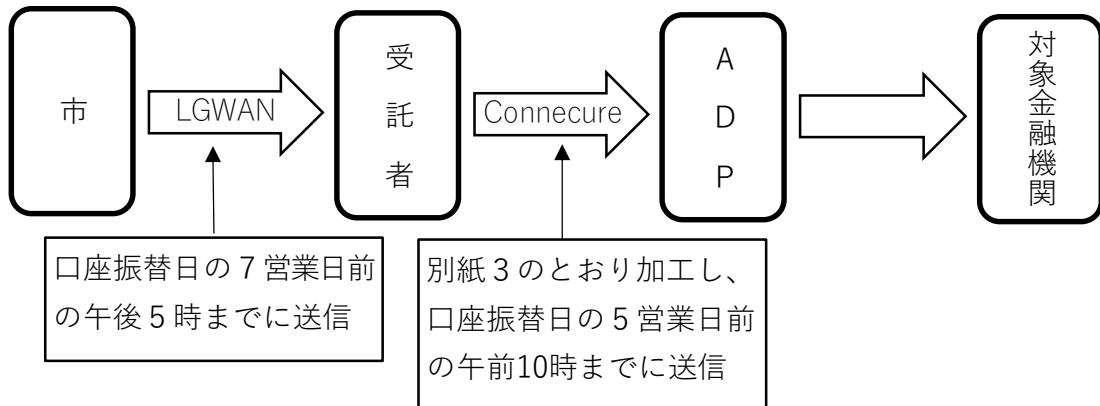 市
LGWAN
受託者
Connecure
ADP
対象金融機関
口座振替日の７営業日前
の午後５時までに送信
別紙３のとおり加工し、
口座振替日の５営業日前
の午前10時までに送信